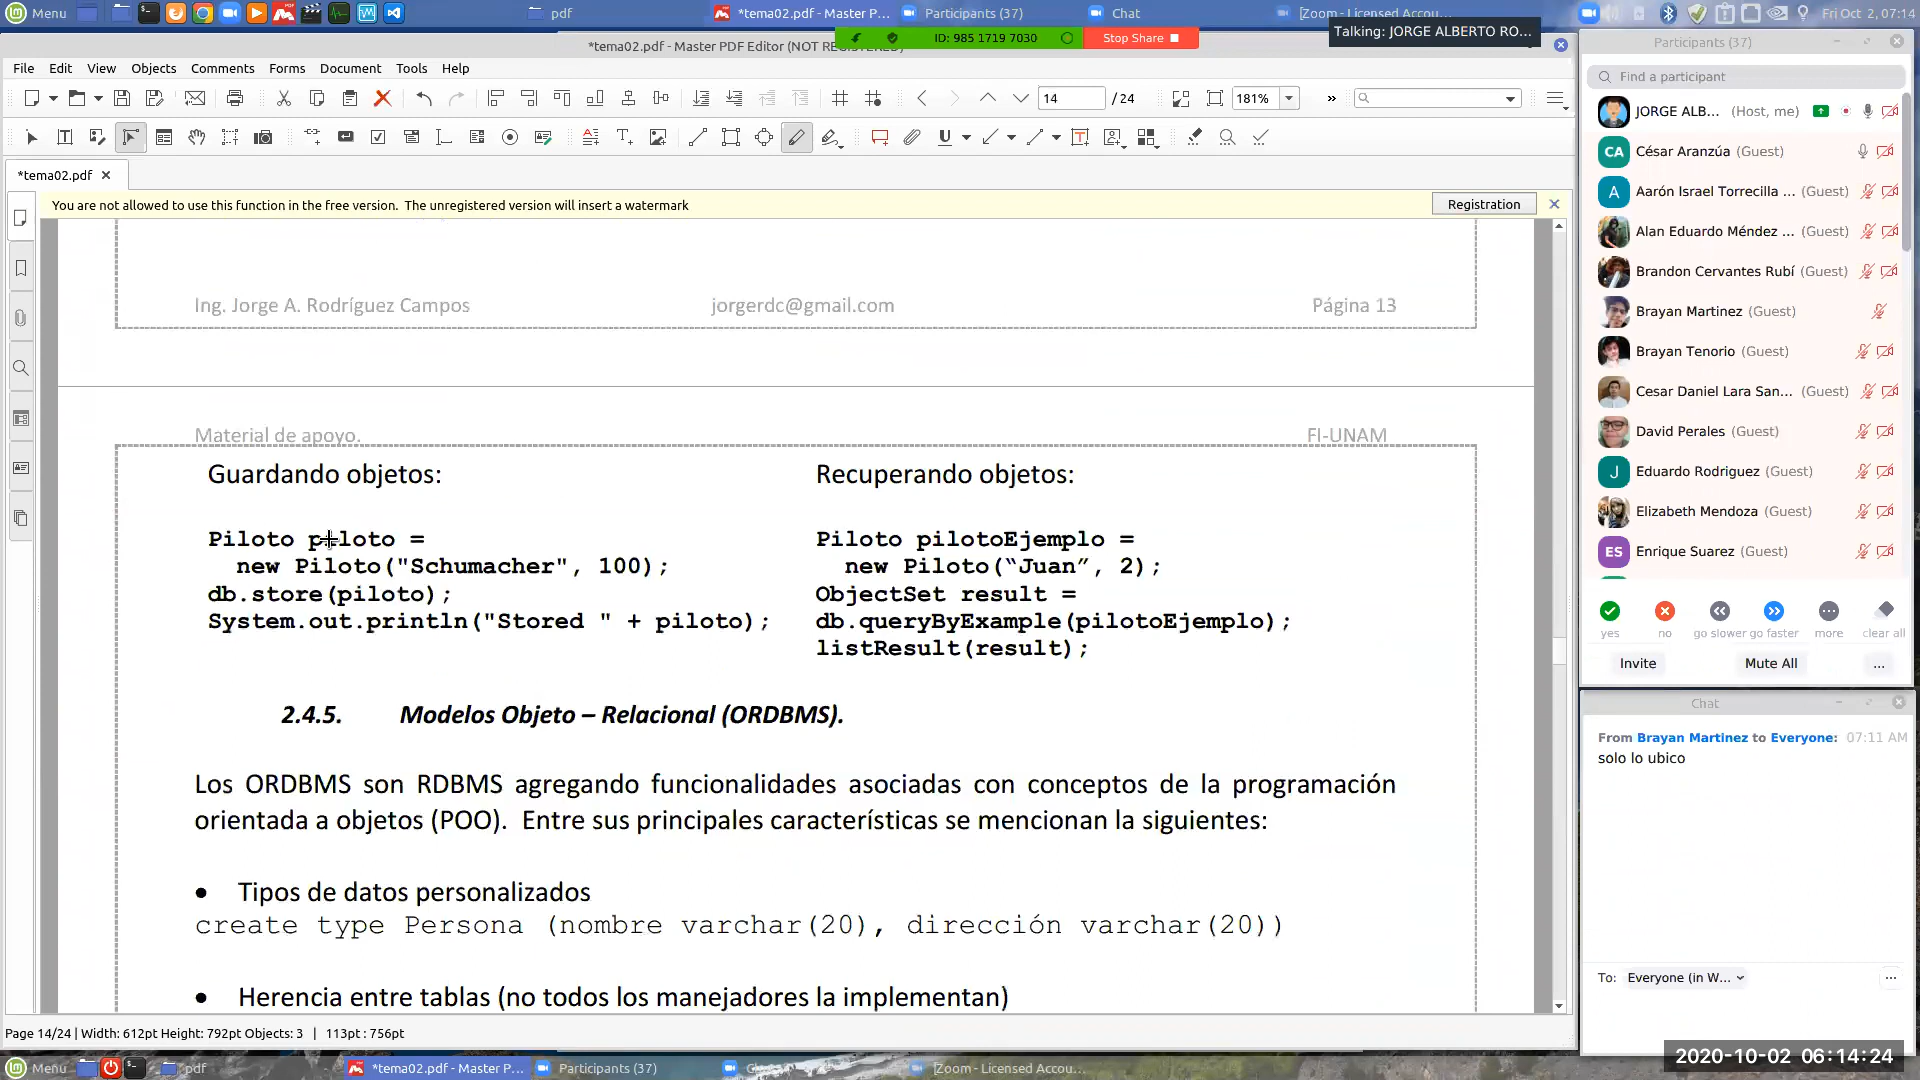 Menu
pdf
*tema02.pdf - Master P...
Participants (37)
Chat
[Zoom - Licensed Accou...
Fri Oct 2, 07:14
*tema02.pdf - Master PDF Editor (NOT REGISTERED)
ID: 985 1719 7030
Stop Share
Talking: JORGE ALBERTO RO...
File Edit View Objects Comments Forms Document Tools Help
14 / 24
181%
*tema02.pdf
You are not allowed to use this function in the free version. The unregistered version will insert a watermark
Registration
Ing. Jorge A. Rodríguez Campos jorgerdc@gmail.com Página 13
Material de apoyo. FI-UNAM
Guardando objetos:
Piloto piloto =
new Piloto("Schumacher", 100);
db.store(piloto);
System.out.println("Stored " + piloto);
Recuperando objetos:
Piloto pilotoEjemplo =
new Piloto(“Juan”, 2);
ObjectSet result =
db.queryByExample(pilotoEjemplo);
listResult(result);
2.4.5. Modelos Objeto – Relacional (ORDBMS).
Los ORDBMS son RDBMS agregando funcionalidades asociadas con conceptos de la programación
orientada a objetos (POO). Entre sus principales características se mencionan la siguientes:
• Tipos de datos personalizados
create type Persona (nombre varchar(20), dirección varchar(20))
• Herencia entre tablas (no todos los manejadores la implementan)
Page 14/24 | Width: 612pt Height: 792pt Objects: 3 | 113pt : 756pt
Participants (37)
Find a participant
JORGE ALB... (Host, me)
CA César Aranzúa (Guest)
A Aarón Israel Torrecilla ... (Guest)
Alan Eduardo Méndez ... (Guest)
Brandon Cervantes Rubí (Guest)
Brayan Martinez (Guest)
Brayan Tenorio (Guest)
Cesar Daniel Lara San... (Guest)
David Perales (Guest)
J Eduardo Rodriguez (Guest)
Elizabeth Mendoza (Guest)
ES Enrique Suarez (Guest)
yes no go slower go faster more clear all
Invite Mute All ...
Chat
From Brayan Martinez to Everyone: 07:11 AM
solo lo ubico
To: Everyone (in W...
2020-10-02 06:14:24
Menu
pdf
*tema02.pdf - Master P...
Participants (37)
[Zoom - Licensed Accou...